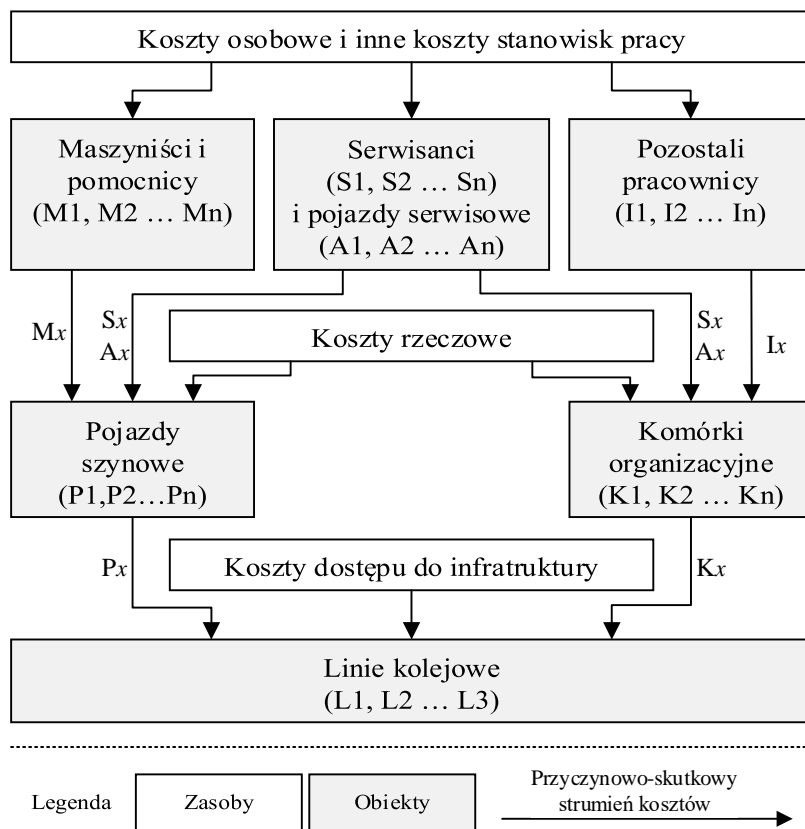 Koszty osobowe i inne koszty stanowisk pracy
Maszyniści i
pomocnicy
(M1, M2 … Mn)
Serwisanci
(S1, S2 … Sn)
i pojazdy serwisowe
(A1, A2 … An)
Pozostali
pracownicy
(I1, I2 … In)
Mx
Sx
Ax
Koszty rzeczowe
Sx
Ax
Ix
Pojazdy
szynowe
(P1,P2…Pn)
Komórki
organizacyjne
(K1, K2 … Kn)
Px
Koszty dostępu do infratruktury
Kx
Linie kolejowe
(L1, L2 … L3)
Legenda
Zasoby
Obiekty
Przyczynowo-skutkowy
strumień kosztów